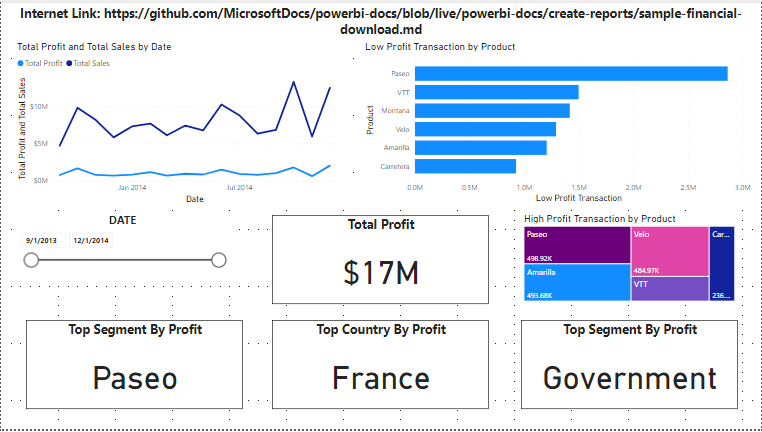 Internet Link: https://github.com/MicrosoftDocs/powerbi-docs/blob/live/powerbi-docs/create-reports/sample-financial-
download.md
Total Profit and Total Sales by Date
Total Profit Total Sales
Total Profit and Total Sales
$10M
$5M
$0M
Jan 2014 Jul 2014
Date
Low Profit Transaction by Product
Product
Paseo
VTT
Montana
Velo
Amarilla
Carretera
0.0M 0.5M 1.0M 1.5M 2.0M 2.5M 3.0M
Low Profit Transaction
DATE
9/1/2013 12/1/2014
Total Profit
$17M
High Profit Transaction by Product
Paseo
498.92K
Amarilla
493.68K
Velo
484.97K
VTT
Car...
236...
Top Segment By Profit
Paseo
Top Country By Profit
France
Top Segment By Profit
Government